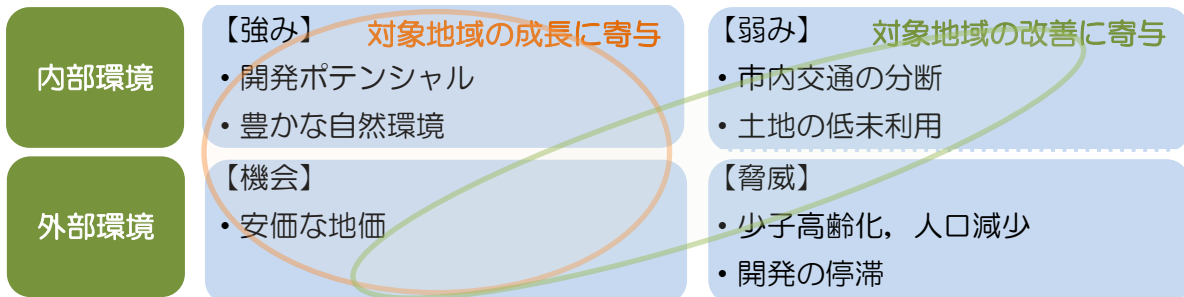 内部環境
【強み】 対象地域の成長に寄与
・開発ポテンシャル
・豊かな自然環境
【弱み】 対象地域の改善に寄与
・市内交通の分断
・土地の低未利用
外部環境
【機会】
・安価な地価
【脅威】
・少子高齢化，人口減少
・開発の停滞